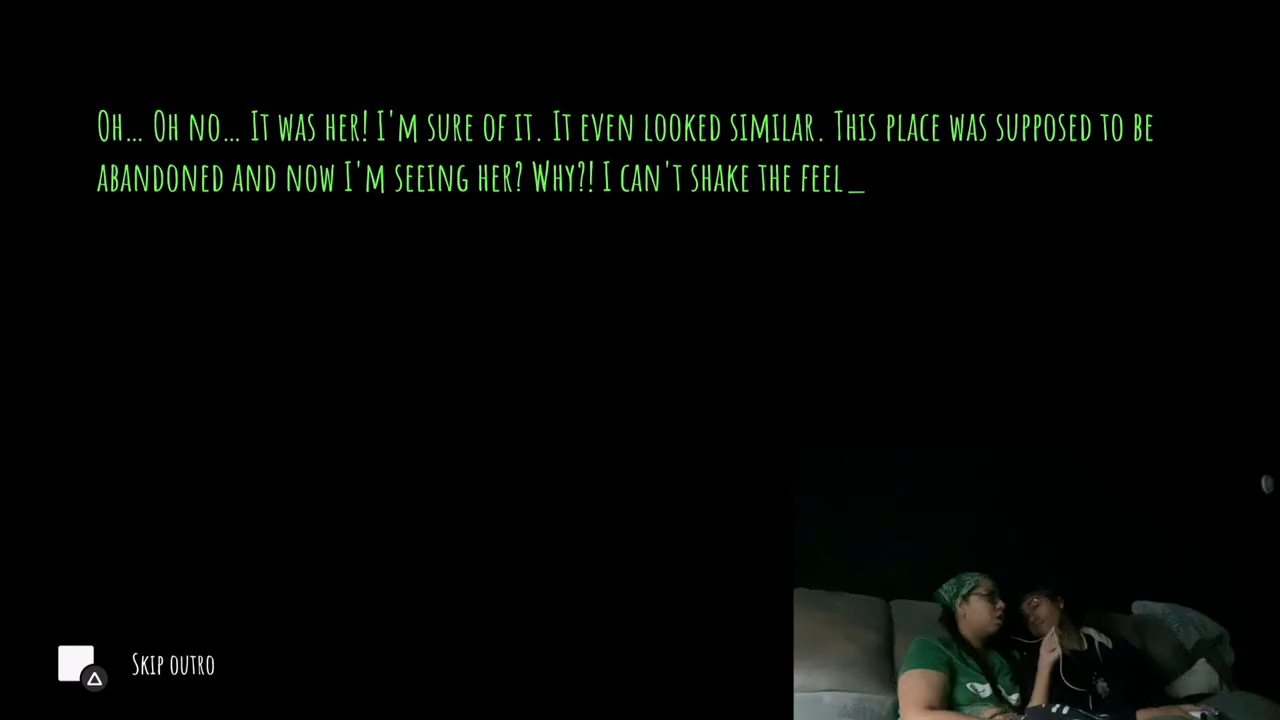 Oh... Oh no... It was her! I'm sure of it. It even looked similar. This place was supposed to be
abandoned and now I'm seeing her? Why?! I can't shake the feel_
Skip outro